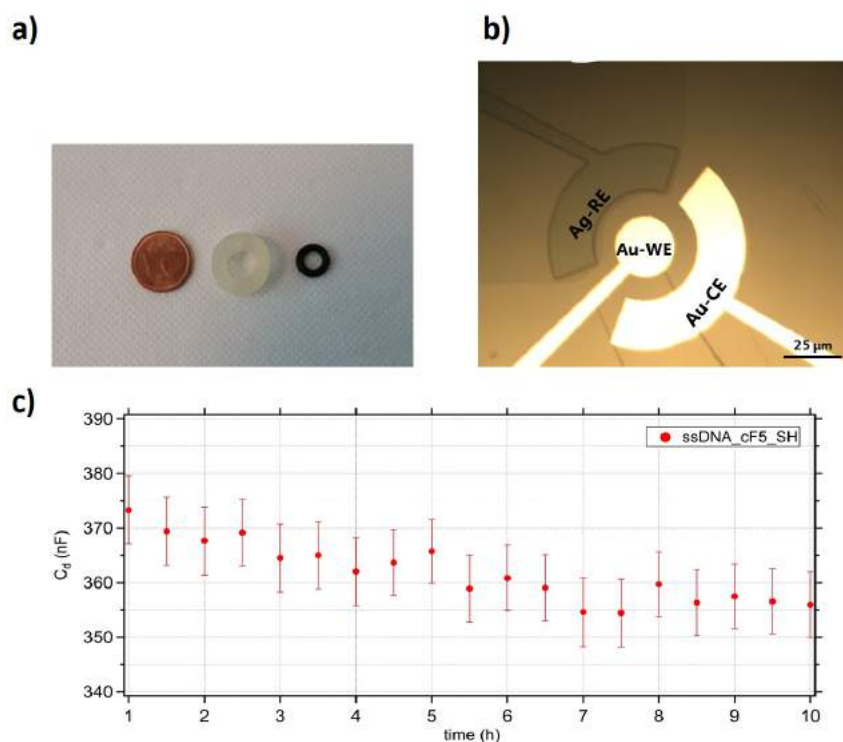 a)
b)
Ag-RE
Au-WE
Au-CE
25 µm
c)
390
380
370
360
350
340
C_d (nF)
ssDNA_cF5_SH
1 2 3 4 5 6 7 8 9 10
time (h)